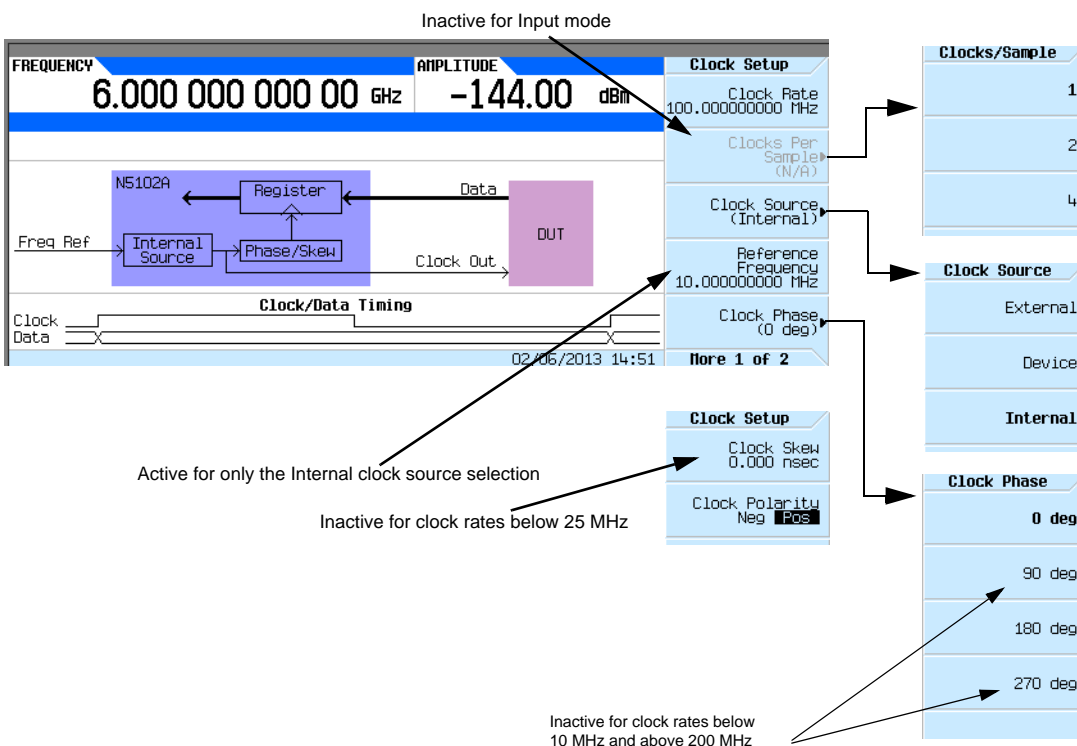 Inactive for Input mode
FREQUENCY
6.000 000 000 00 GHz
AMPLITUDE
-144.00 dBm
N5102A
Register
Data
DUT
Freq Ref
Internal
Source
Phase/Skew
Clock Out
Clock/Data Timing
Clock
Data
02/06/2013 14:51
Clock Setup
Clock Rate
100.000000000 MHz
Clocks Per
Sample
(N/A)
Clock Source
(Internal)
Reference
Frequency
10.000000000 MHz
Clock Phase
(0 deg)
More 1 of 2
Clocks/Sample
1
2
4
Clock Source
External
Device
Internal
Clock Setup
Clock Skew
0.000 nsec
Clock Polarity
Neg Pos
Active for only the Internal clock source selection
Inactive for clock rates below 25 MHz
Clock Phase
0 deg
90 deg
180 deg
270 deg
Inactive for clock rates below
10 MHz and above 200 MHz